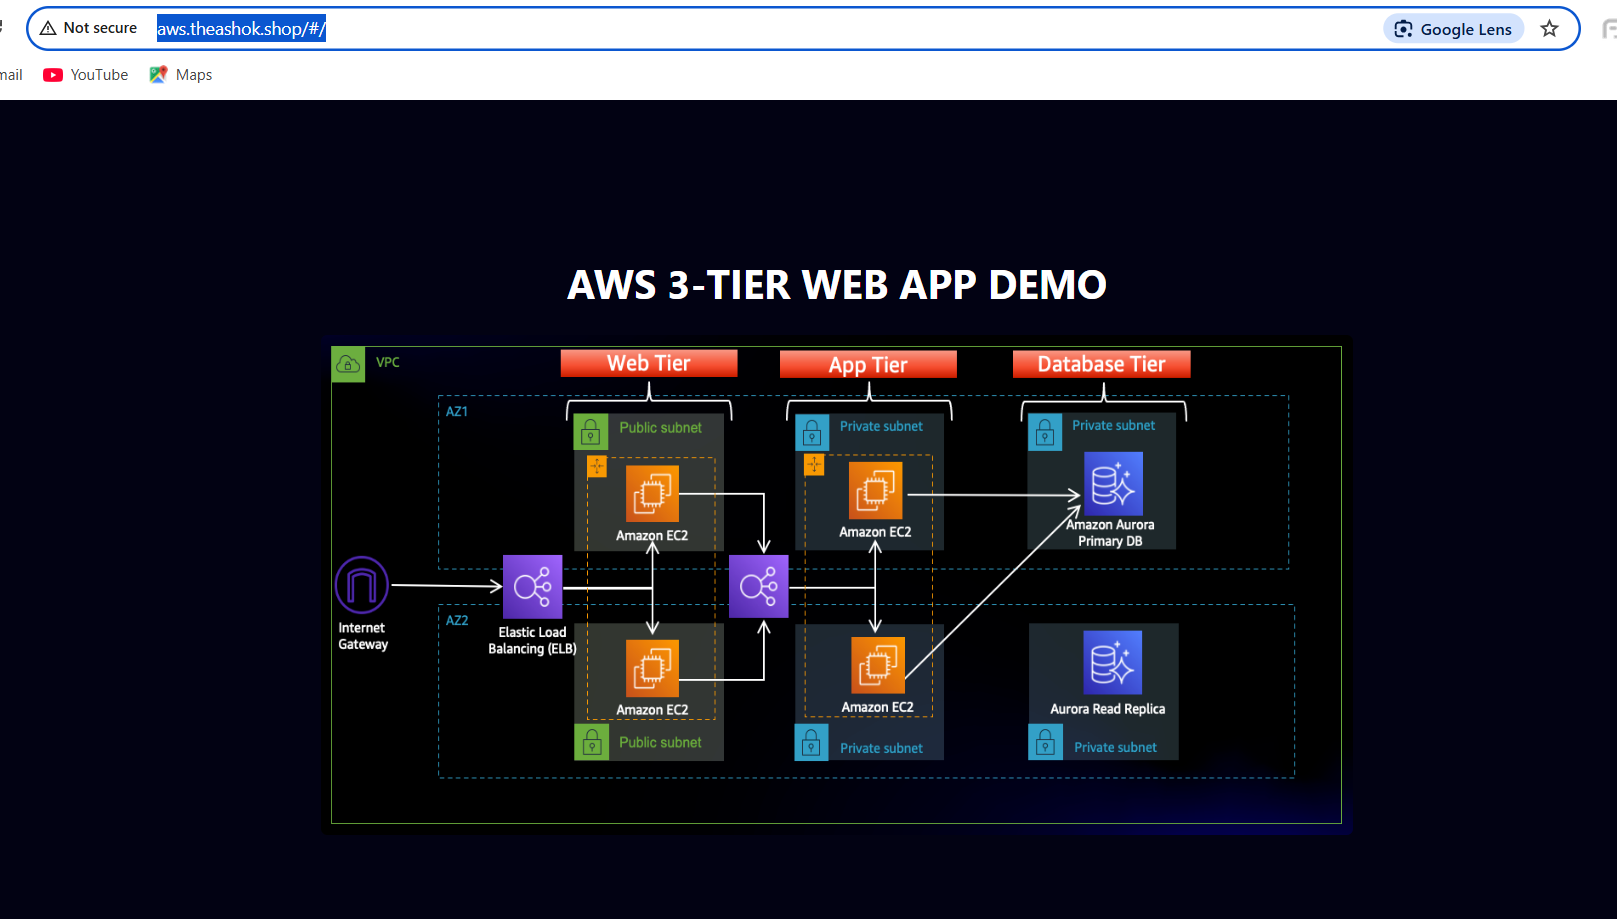 Not secure
aws.theashok.shop/#/
Google Lens
mail
YouTube
Maps
AWS 3-TIER WEB APP DEMO
VPC
Web Tier
App Tier
Database Tier
AZ1
Public subnet
Private subnet
Private subnet
Amazon EC2
Amazon EC2
Amazon Aurora
Primary DB
Internet
Gateway
Elastic Load
Balancing (ELB)
AZ2
Amazon EC2
Amazon EC2
Aurora Read Replica
Public subnet
Private subnet
Private subnet